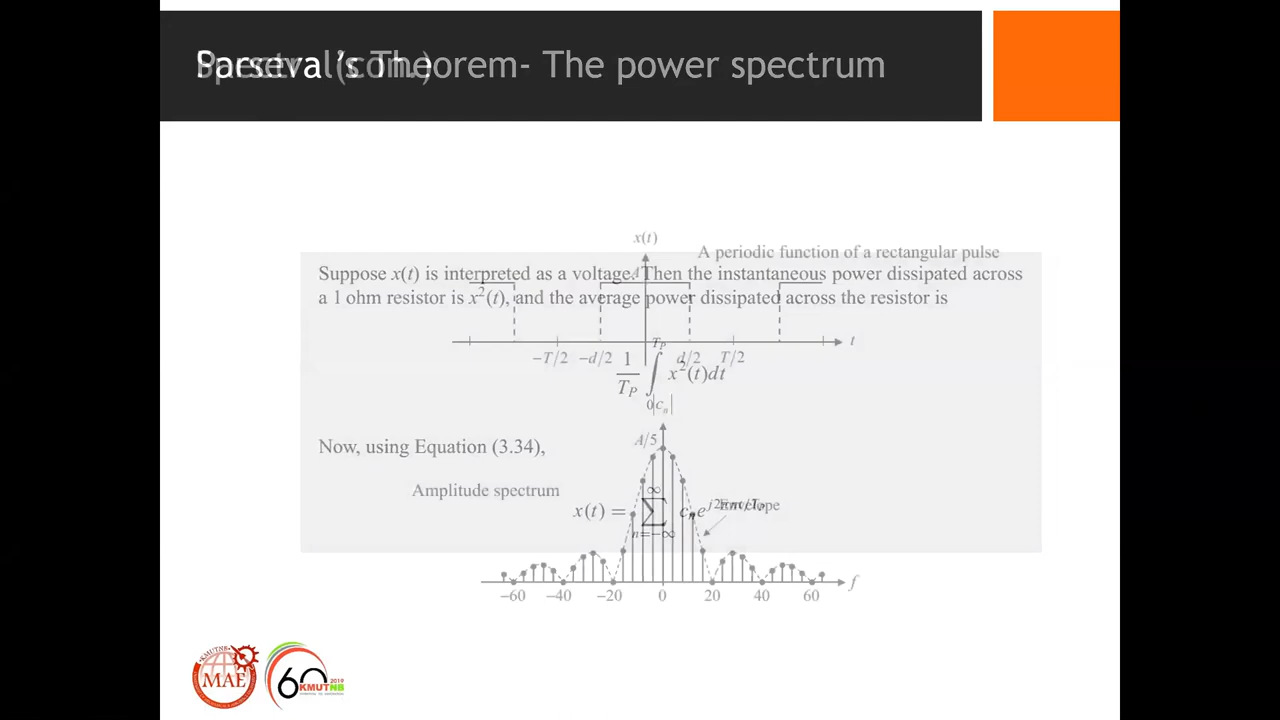 Parseval's Theorem- The power spectrum
Spectra (cont.)
x(t)
A periodic function of a rectangular pulse
Suppose x(t) is interpreted as a voltage. Then the instantaneous power dissipated across
A
a 1 ohm resistor is x²(t), and the average power dissipated across the resistor is
t
−T/2 −d/2 d/2 T/2
1/T_P ∫₀^{T_P} x²(t)dt
|c_n|
A/5
Now, using Equation (3.34),
Amplitude spectrum
Envelope
x(t) = ∑_{n=−∞}^{∞} c_n e^{j2πnt/T_P}
f
−60 −40 −20 0 20 40 60
KMUTNB
MAE
60
2019
KMUTNB